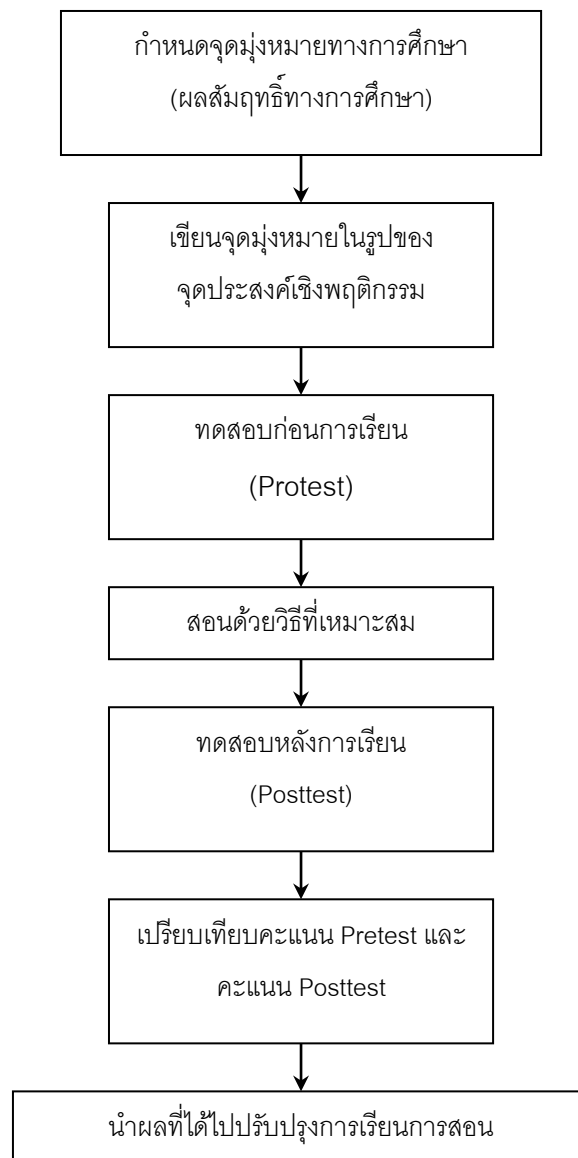 กำหนดจุดมุ่งหมายทางการศึกษา
(ผลสัมฤทธิ์ทางการศึกษา)
เขียนจุดมุ่งหมายในรูปของ
จุดประสงค์เชิงพฤติกรรม
ทดสอบก่อนการเรียน
(Protest)
สอนด้วยวิธีที่เหมาะสม
ทดสอบหลังการเรียน
(Posttest)
เปรียบเทียบคะแนน Pretest และ
คะแนน Posttest
นำผลที่ได้ไปปรับปรุงการเรียนการสอน